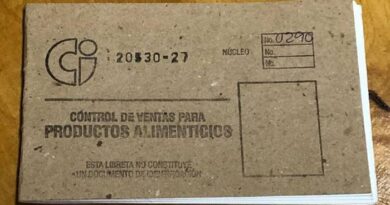 CI
20530-27
NÚCLEO
No. 0290
No.
No.
CONTROL DE VENTAS PARA
PRODUCTOS ALIMENTICIOS
ESTA LIBRETA NO CONSTITUYE
UN DOCUMENTO DE IDENTIFICACIÓN